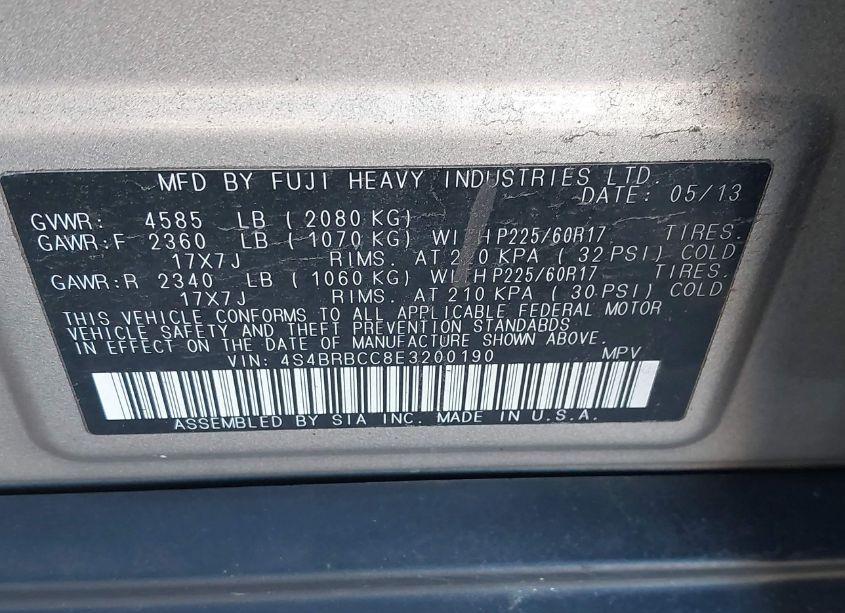 MFD BY FUJI HEAVY INDUSTRIES LTD.
DATE: 05/13
GVWR: 4585 LB ( 2080 KG)
GAWR:F 2360 LB ( 1070 KG) WITH P225/60R17 TIRES.
17X7J RIMS. AT 220 KPA ( 32 PSI) COLD
GAWR:R 2340 LB ( 1060 KG) WITH P225/60R17 TIRES.
17X7J RIMS. AT 210 KPA ( 30 PSI) COLD
THIS VEHICLE CONFORMS TO ALL APPLICABLE FEDERAL MOTOR
VEHICLE SAFETY AND THEFT PREVENTION STANDARDS
IN EFFECT ON THE DATE OF MANUFACTURE SHOWN ABOVE.
VIN: 4S4BRBCC8E3200190 MPV
ASSEMBLED BY SIA INC. MADE IN U.S.A.